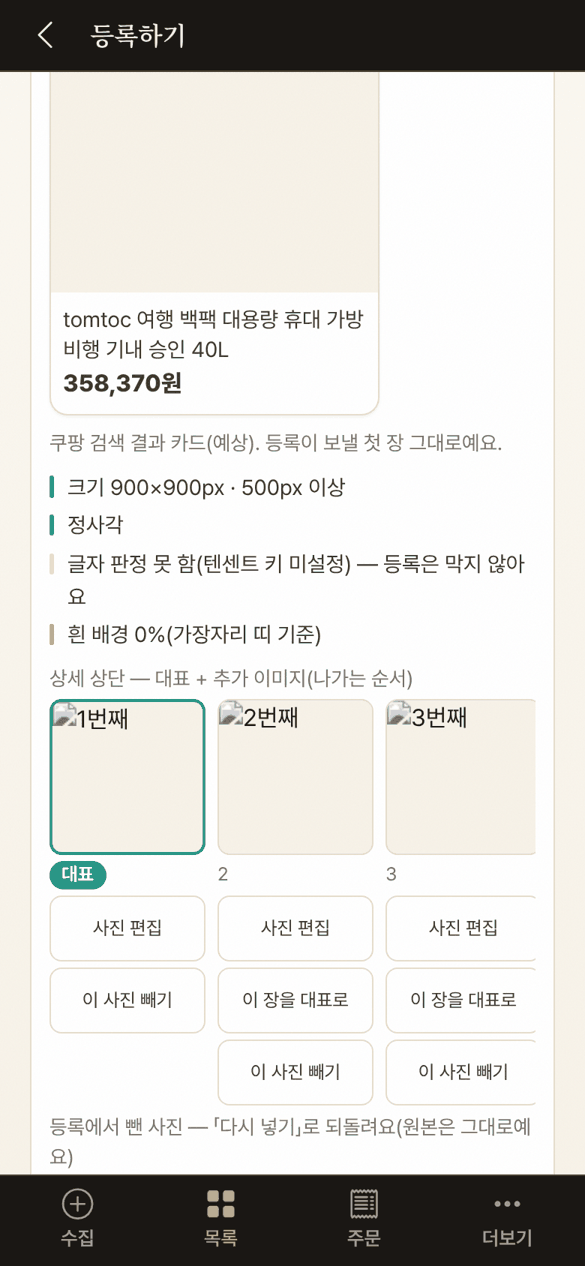 등록하기
tomtoc 여행 백팩 대용량 휴대 가방
비행 기내 승인 40L
358,370원
쿠팡 검색 결과 카드(예상). 등록이 보낼 첫 장 그대로예요.
크기 900×900px · 500px 이상
정사각
글자 판정 못 함(텐센트 키 미설정) — 등록은 막지 않아
요
흰 배경 0%(가장자리 띠 기준)
상세 상단 — 대표 + 추가 이미지(나가는 순서)
1번째 2번째 3번째
대표 2 3
사진 편집 사진 편집 사진 편집
이 사진 빼기 이 장을 대표로 이 장을 대표로
이 사진 빼기 이 사진 빼기
등록에서 뺀 사진 — 「다시 넣기」로 되돌려요(원본은 그대로예
요)
수집 목록 주문 더보기